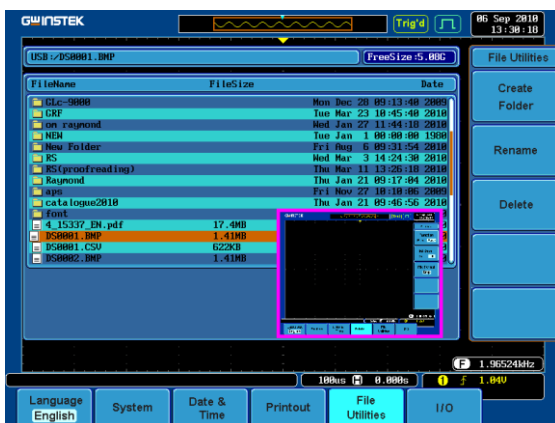 GWINSTEK
Trig'd
06 Sep 2010
13:30:18
USB:/DS0001.BMP
FreeSize:5.08G
File Utilities
FileName FileSize Date
GLc-9000 Mon Dec 28 09:13:40 2009
GRF Tue Mar 23 10:45:40 2010
om raymond Wed Jan 27 11:44:18 2010
NEW Tue Jan 1 00:00:00 1980
New Folder Fri Aug 6 09:31:54 2010
RS Wed Mar 3 14:24:30 2010
RS(proofreading) Thu Mar 11 13:26:18 2010
Raymond Thu Jan 21 09:17:04 2010
aps Fri Nov 27 10:10:06 2009
catalogue2010 Thu Jan 21 09:46:56 2010
font
4_15337_EN.pdf 17.4MB
DS0001.BMP 1.41MB
DS0001.CSV 622KB
DS0002.BMP 1.41MB
Create
Folder
Rename
Delete
F 1.96524kHz
100us H 0.000s
1 1.04V
Language
English
System
Date &
Time
Printout
File
Utilities
I/O